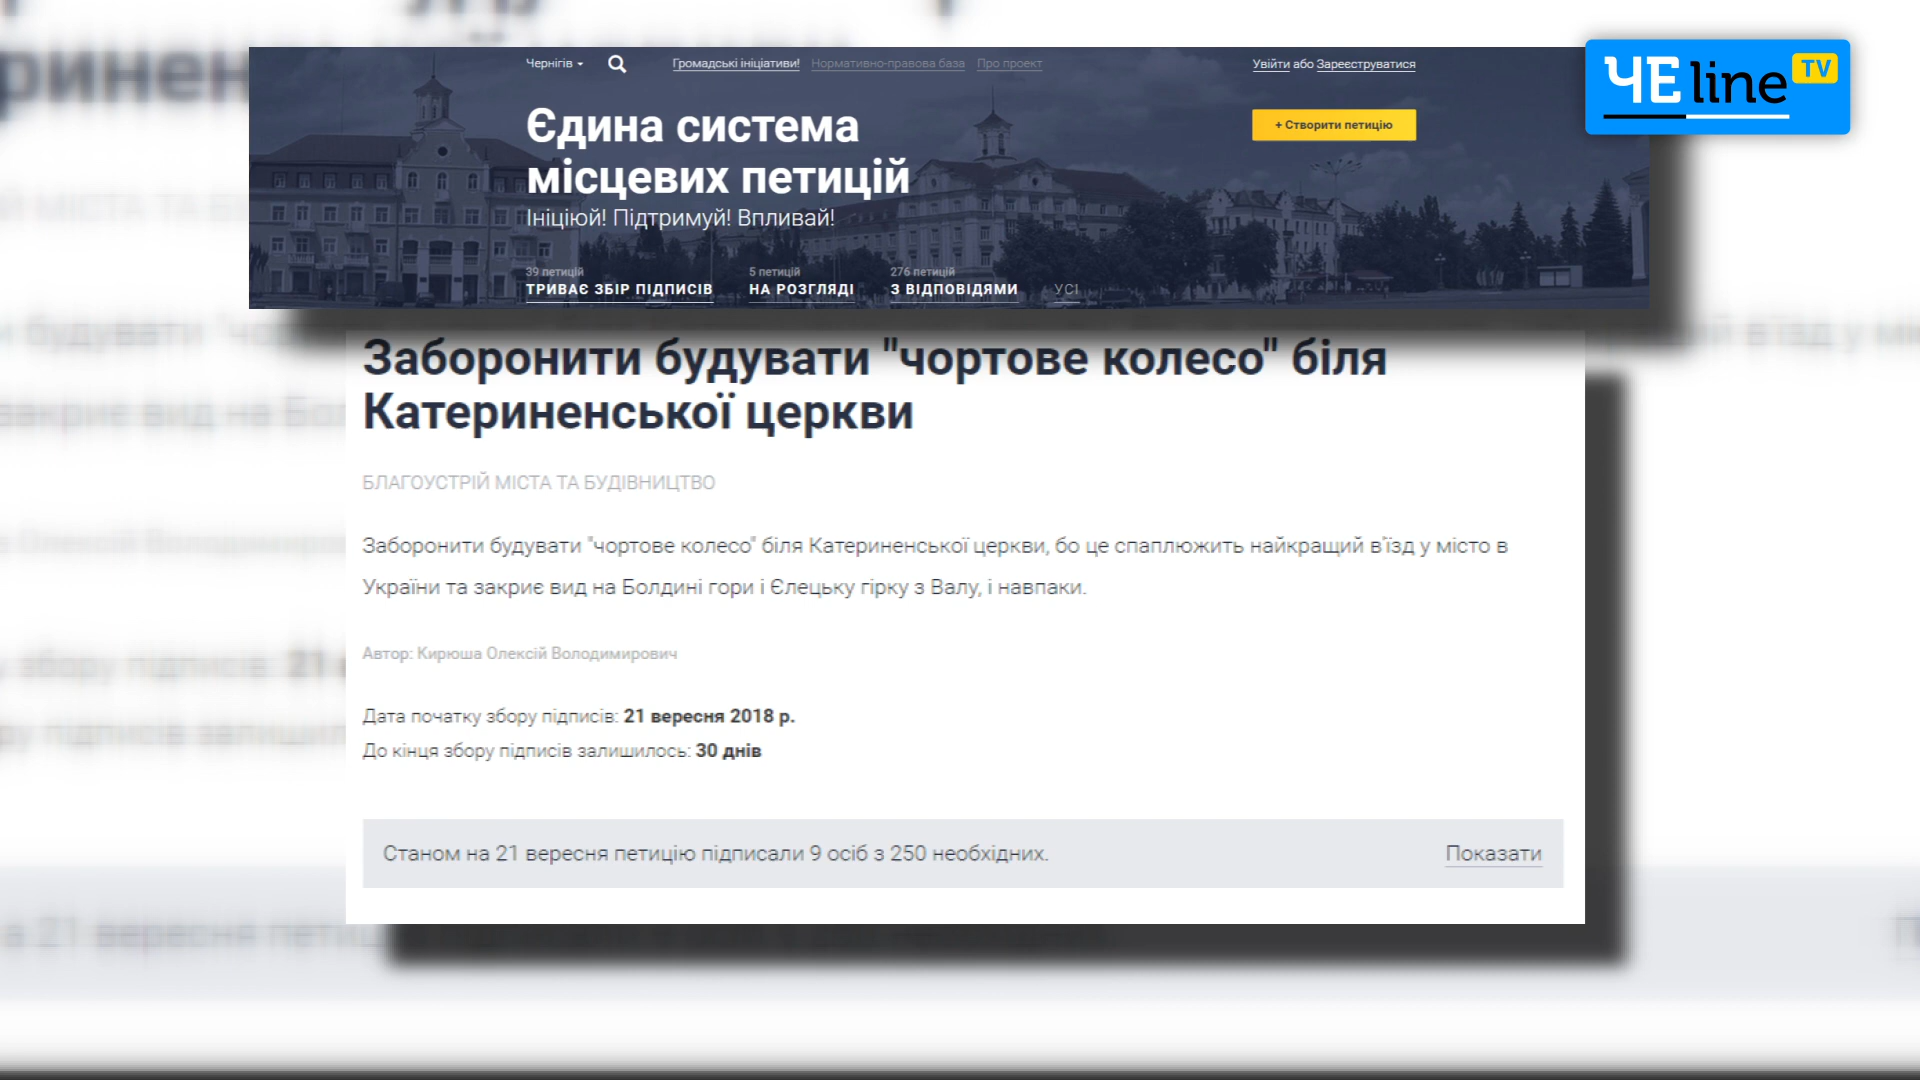 Чернігів
Громадські ініціативи!
Нормативно-правова база
Про проект
Увійти або Зареєструватися
ЧЕ line TV
Єдина система
місцевих петицій
+ Створити петицію
Ініціюй! Підтримуй! Впливай!
39 петицій
ТРИВАЄ ЗБІР ПІДПИСІВ
5 петицій
НА РОЗГЛЯДІ
276 петицій
З ВІДПОВІДЯМИ
УСІ
Заборонити будувати "чортове колесо" біля
Катериненської церкви
БЛАГОУСТРІЙ МІСТА ТА БУДІВНИЦТВО
Заборонити будувати "чортове колесо" біля Катериненської церкви, бо це спаплюжить найкращий в'їзд у місто в
України та закриє вид на Болдині гори і Єлецьку гірку з Валу, і навпаки.
Автор: Кирюша Олексій Володимирович
Дата початку збору підписів: 21 вересня 2018 р.
До кінця збору підписів залишилось: 30 днів
Станом на 21 вересня петицію підписали 9 осіб з 250 необхідних.
Показати